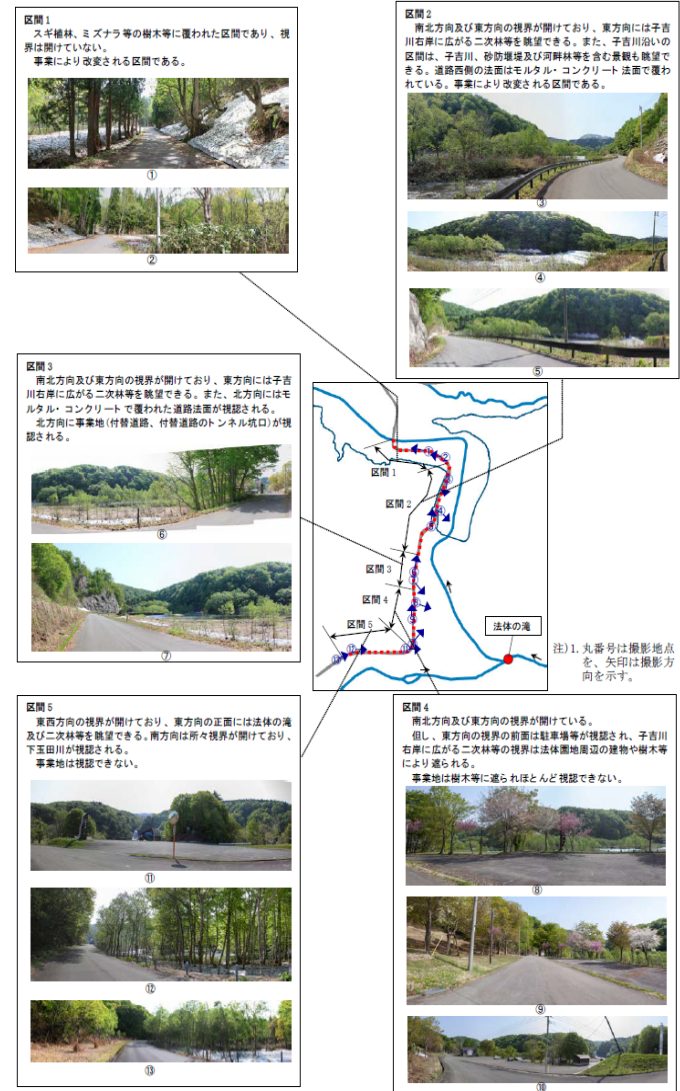 区間1
スギ植林、ミズナラ等の樹木等に覆われた区間であり、視
界は開けていない。
事業により改変される区間である。
①
②
区間2
南北方向及び東方向の視界が開けており、東方向には子吉
川右岸に広がる二次林等を眺望できる。また、子吉川沿いの
区間は、子吉川、砂防堰堤及び河畔林等を含む景観も眺望で
きる。道路西側の法面はモルタル・コンクリート法面で覆わ
れている。事業により改変される区間である。
③
④
⑤
区間3
南北方向及び東方向の視界が開けており、東方向には子吉
川右岸に広がる二次林等を眺望できる。また、北方向にはモ
ルタル・コンクリートで覆われた道路法面が視認される。
北方向に事業地(付替道路、付替道路のトンネル坑口)が視
認される。
⑥
⑦
区間1
区間2
区間3
区間4
区間5
法体の滝
注)1.丸番号は撮影地点
を、矢印は撮影方
向を示す。
区間5
東西方向の視界が開けており、東方向の正面には法体の滝
及び二次林等を眺望できる。南方向は所々視界が開けており、
下玉田川が視認される。
事業地は視認できない。
⑪
⑫
⑬
区間4
南北方向及び東方向の視界が開けている。
但し、東方向の視界の前面は駐車場等が視認され、子吉川
右岸に広がる二次林等の視界は法体園地周辺の建物や樹木等
により遮られる。
事業地は樹木等に遮られほとんど視認できない。
⑧
⑨
⑩